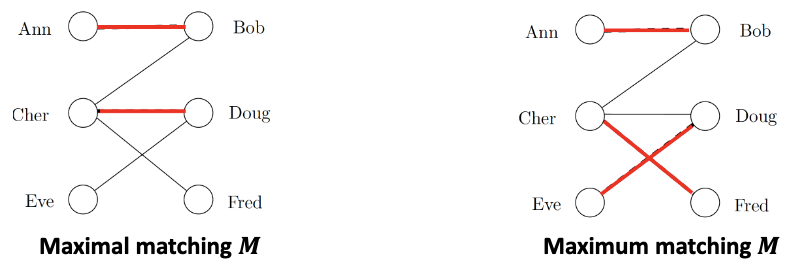 Ann Bob
Cher Doug
Eve Fred
Maximal matching M
Ann Bob
Cher Doug
Eve Fred
Maximum matching M